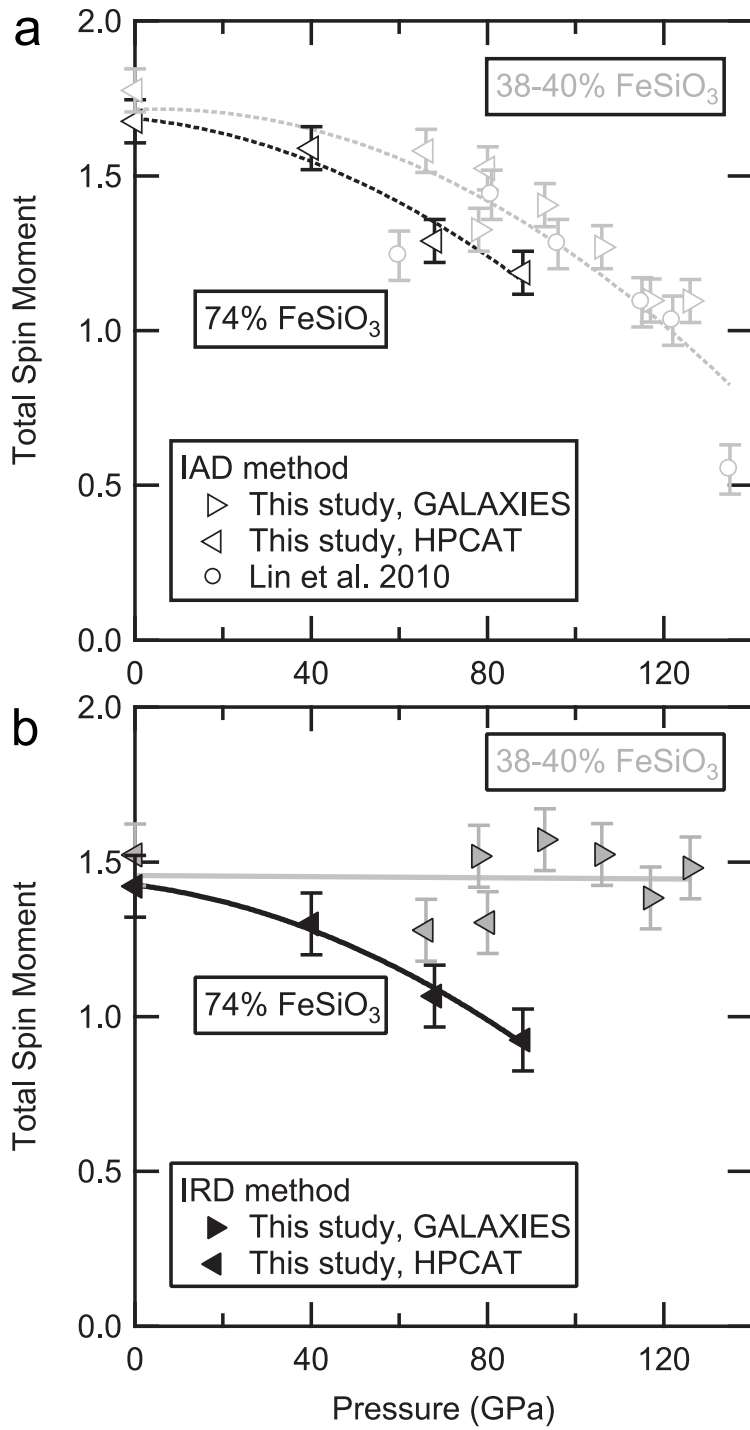 a
2.0
38-40% FeSiO₃
1.5
Total Spin Moment
1.0
74% FeSiO₃
IAD method
This study, GALAXIES
This study, HPCAT
Lin et al. 2010
0.5
0.0
0 40 80 120
b
2.0
38-40% FeSiO₃
1.5
Total Spin Moment
1.0
74% FeSiO₃
IRD method
This study, GALAXIES
This study, HPCAT
0.5
0.0
0 40 80 120
Pressure (GPa)